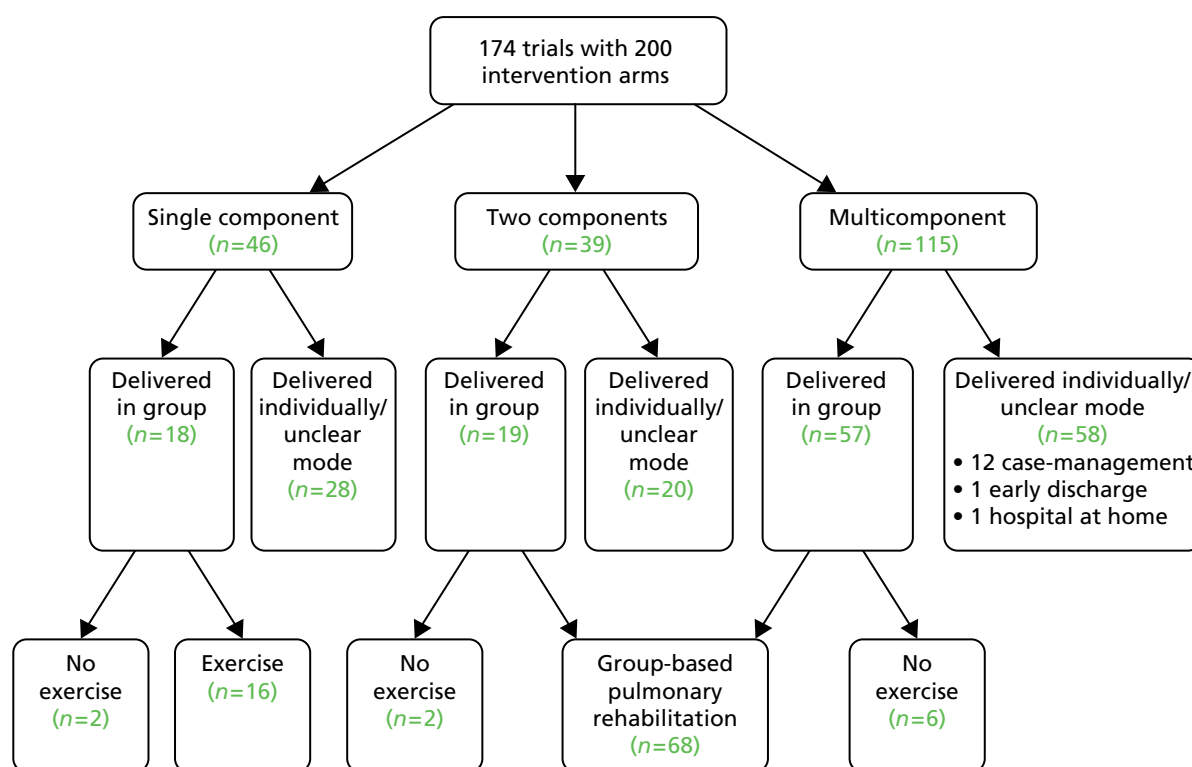 174 trials with 200
intervention arms
Single component
(n=46)
Two components
(n=39)
Multicomponent
(n=115)
Delivered
in group
(n=18)
Delivered
individually/
unclear
mode
(n=28)
Delivered
in group
(n=19)
Delivered
individually/
unclear
mode
(n=20)
Delivered
in group
(n=57)
Delivered individually/
unclear mode
(n=58)
• 12 case-management
• 1 early discharge
• 1 hospital at home
No
exercise
(n=2)
Exercise
(n=16)
No
exercise
(n=2)
Group-based
pulmonary
rehabilitation
(n=68)
No
exercise
(n=6)